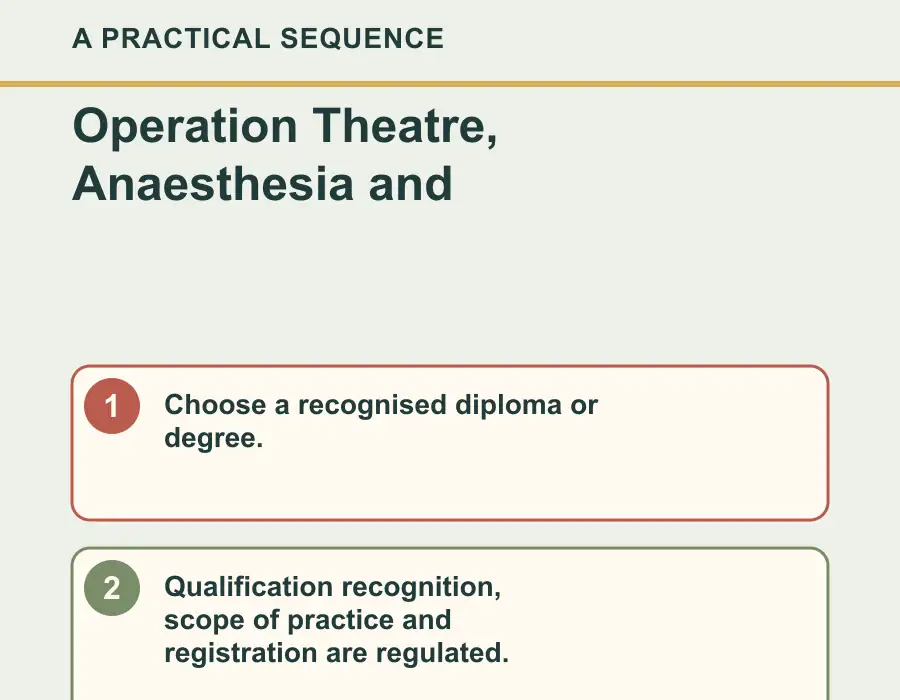 A PRACTICAL SEQUENCE
Operation Theatre,
Anaesthesia and
1
Choose a recognised diploma or
degree.
2
Qualification recognition,
scope of practice and
registration are regulated.